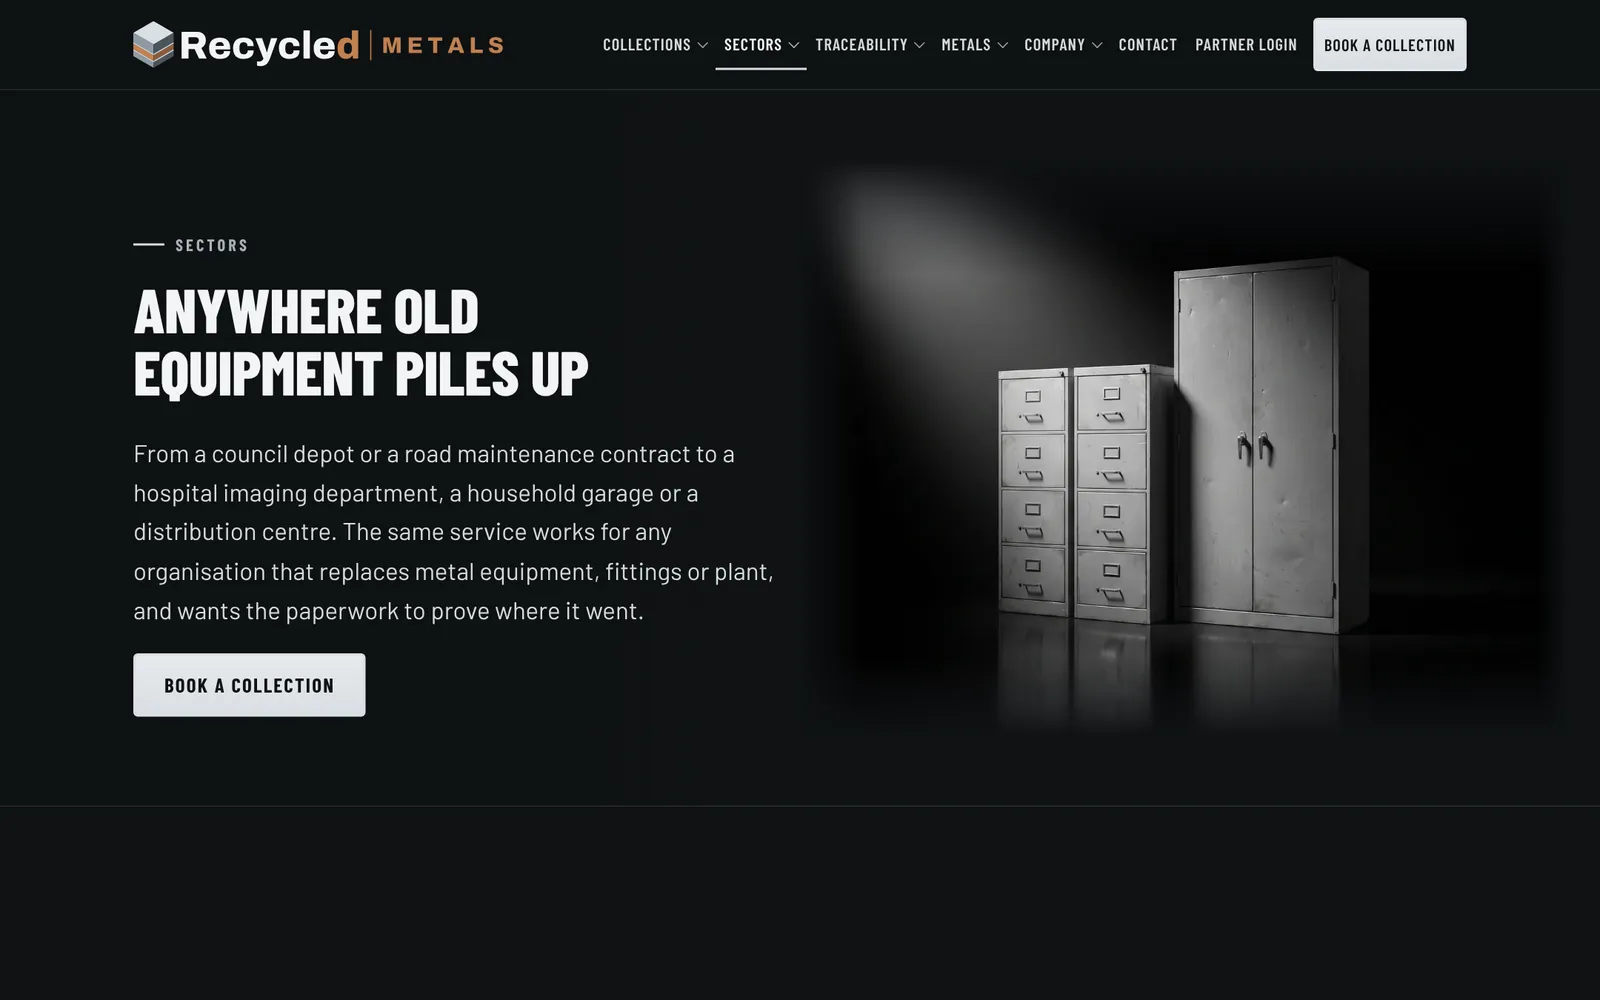 Recycled METALS
COLLECTIONS SECTORS TRACEABILITY METALS COMPANY CONTACT PARTNER LOGIN BOOK A COLLECTION
SECTORS
ANYWHERE OLD
EQUIPMENT PILES UP
From a council depot or a road maintenance contract to a
hospital imaging department, a household garage or a
distribution centre. The same service works for any
organisation that replaces metal equipment, fittings or plant,
and wants the paperwork to prove where it went.
BOOK A COLLECTION